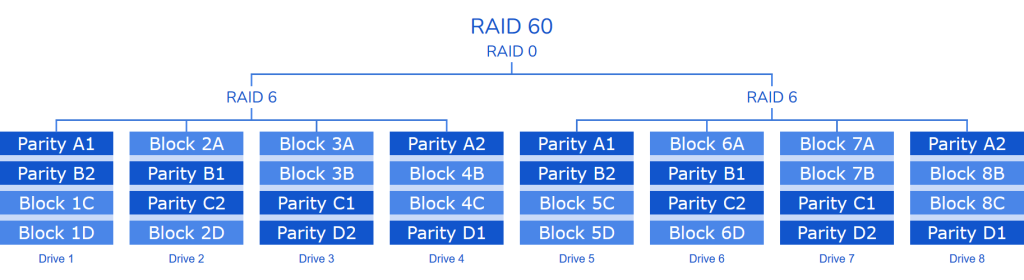 RAID 60
RAID 0
RAID 6 RAID 6
Parity A1 Block 2A Block 3A Parity A2 Parity A1 Block 6A Block 7A Parity A2
Parity B2 Parity B1 Block 3B Block 4B Parity B2 Parity B1 Block 7B Block 8B
Block 1C Parity C2 Parity C1 Block 4C Block 5C Parity C2 Parity C1 Block 8C
Block 1D Block 2D Parity D2 Parity D1 Block 5D Block 6D Parity D2 Parity D1
Drive 1 Drive 2 Drive 3 Drive 4 Drive 5 Drive 6 Drive 7 Drive 8